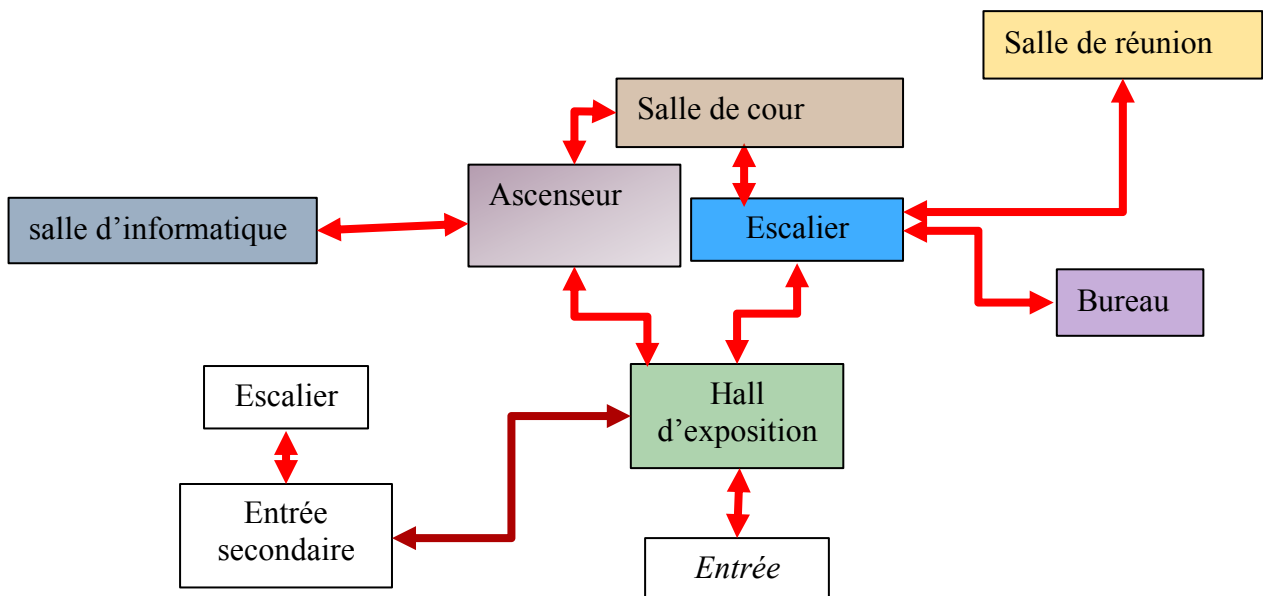 Salle de réunion
Salle de cour
Ascenseur
salle d’informatique
Escalier
Bureau
Escalier
Hall
d’exposition
Entrée
secondaire
Entrée